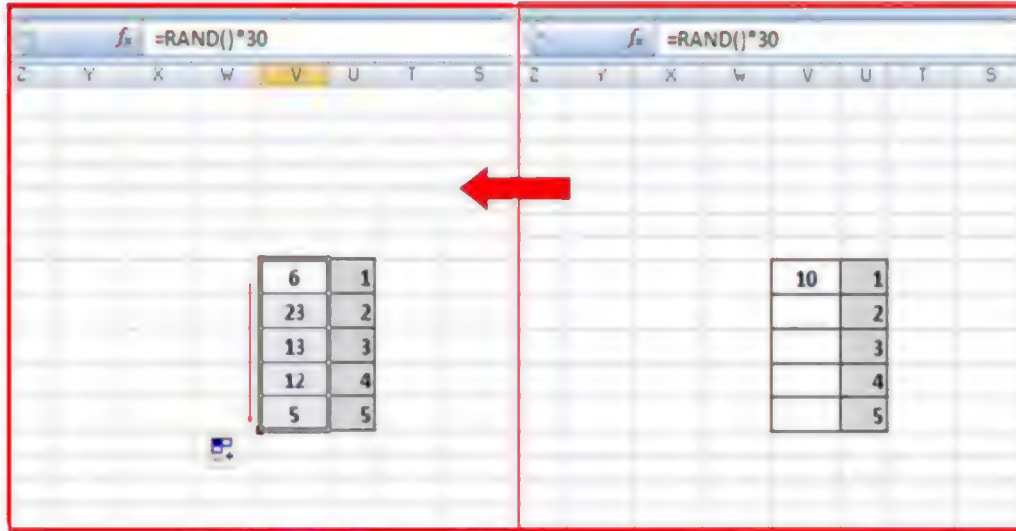 fx =RAND()*30
Z Y X W V U T S
6 1
23 2
13 3
12 4
5 5
fx =RAND()*30
Z Y X W V U T S
10 1
2
3
4
5